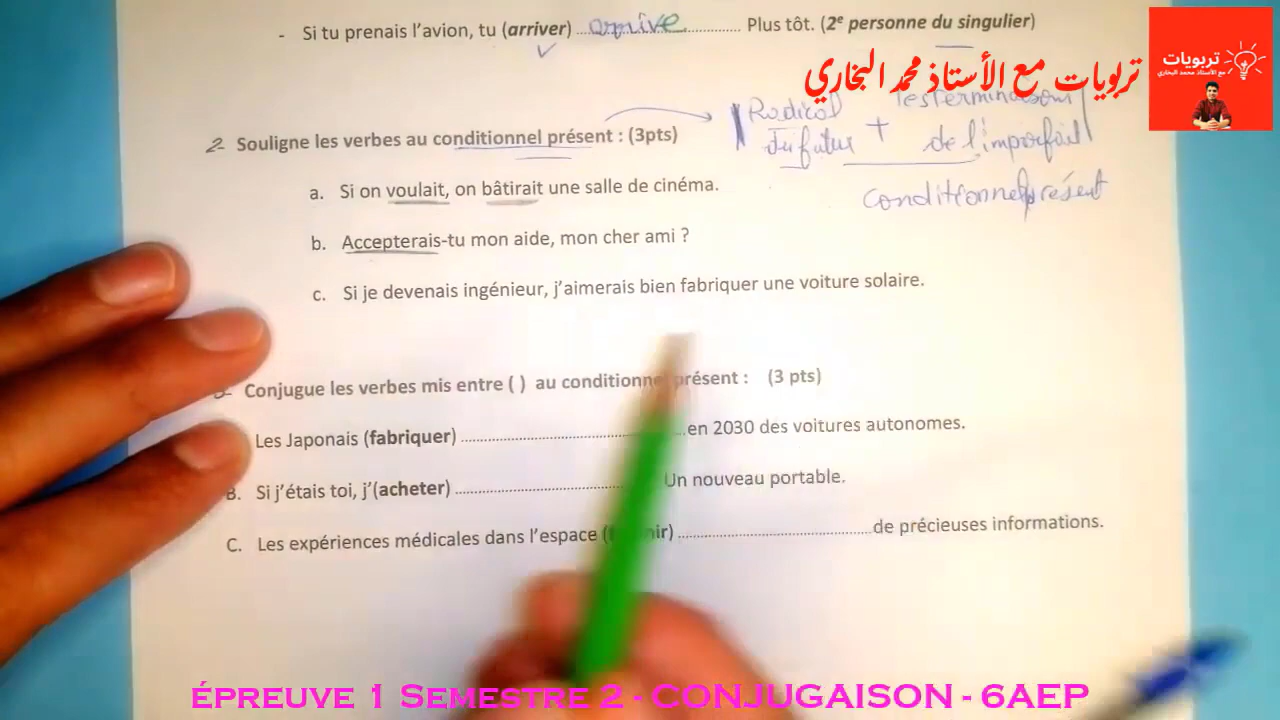 - Si tu prenais l'avion, tu (arriver) arrive Plus tôt. (2e personne du singulier)
تربويات
مع الأستاذ محمد البخاري
تربويات مع الأستاذ محمد البخاري
Radical + les terminaisons
du futur de l'imparfait
conditionnel présent
2- Souligne les verbes au conditionnel présent : (3pts)
a. Si on voulait, on bâtirait une salle de cinéma.
b. Accepterais-tu mon aide, mon cher ami ?
c. Si je devenais ingénieur, j'aimerais bien fabriquer une voiture solaire.
Conjugue les verbes mis entre ( ) au conditionnel présent : (3 pts)
Les Japonais (fabriquer) ........................................ en 2030 des voitures autonomes.
B. Si j'étais toi, j'(acheter) ........................................ Un nouveau portable.
C. Les expériences médicales dans l'espace ........................................ de précieuses informations.
épreuve 1 Semestre 2 - CONJUGAISON - 6AEP